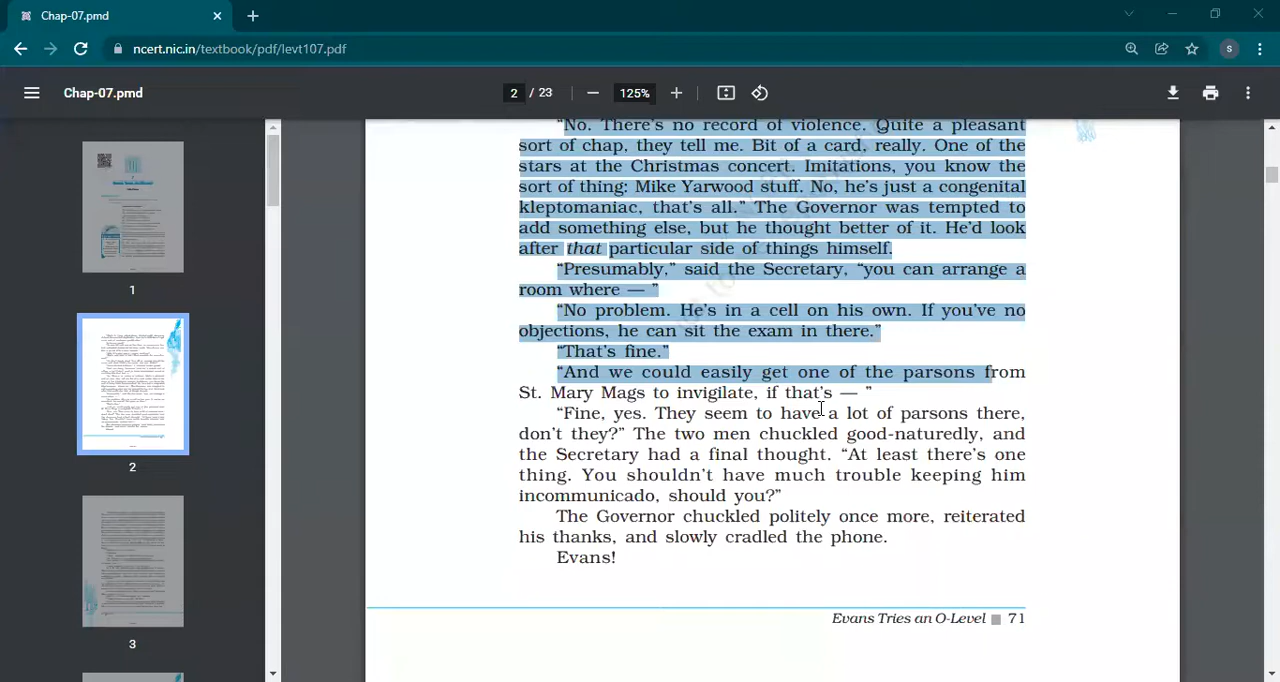 Chap-07.pmd
ncert.nic.in/textbook/pdf/levt107.pdf
s
Chap-07.pmd
2 / 23
125%
1
2
3
“No. There’s no record of violence. Quite a pleasant
sort of chap, they tell me. Bit of a card, really. One of the
stars at the Christmas concert. Imitations, you know the
sort of thing: Mike Yarwood stuff. No, he’s just a congenital
kleptomaniac, that’s all.” The Governor was tempted to
add something else, but he thought better of it. He’d look
after that particular side of things himself.
“Presumably,” said the Secretary, “you can arrange a
room where — ”
“No problem. He’s in a cell on his own. If you’ve no
objections, he can sit the exam in there.”
“That’s fine.”
“And we could easily get one of the parsons from
St. Mary Mags to invigilate, if that’s — ”
“Fine, yes. They seem to have a lot of parsons there,
don’t they?” The two men chuckled good-naturedly, and
the Secretary had a final thought. “At least there’s one
thing. You shouldn’t have much trouble keeping him
incommunicado, should you?”
The Governor chuckled politely once more, reiterated
his thanks, and slowly cradled the phone.
Evans!
Evans Tries an O-Level 71